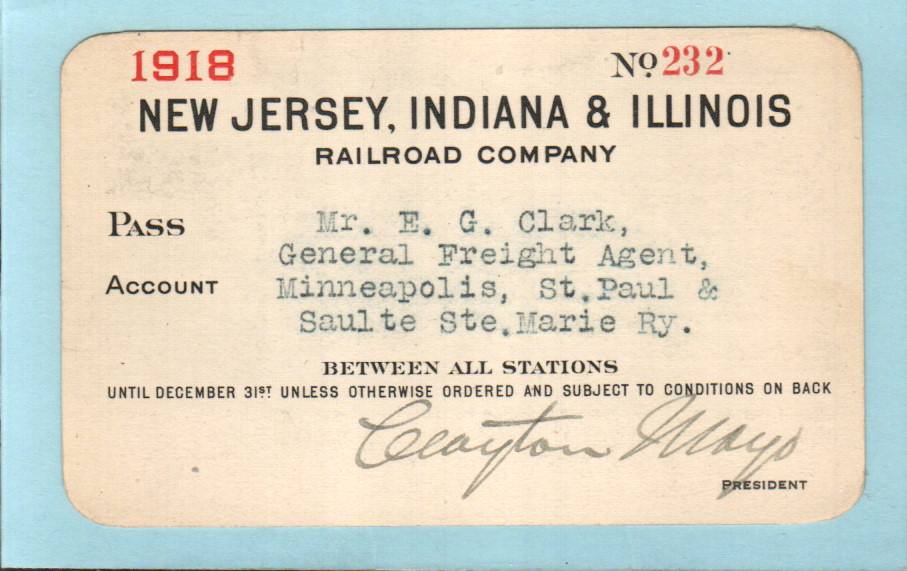 1918 Nº 232
NEW JERSEY, INDIANA & ILLINOIS
RAILROAD COMPANY
PASS Mr. E. G. Clark,
General Freight Agent,
ACCOUNT Minneapolis, St.Paul &
Saulte Ste.Marie Ry.
BETWEEN ALL STATIONS
UNTIL DECEMBER 31ST UNLESS OTHERWISE ORDERED AND SUBJECT TO CONDITIONS ON BACK
Clayton Mayo
PRESIDENT